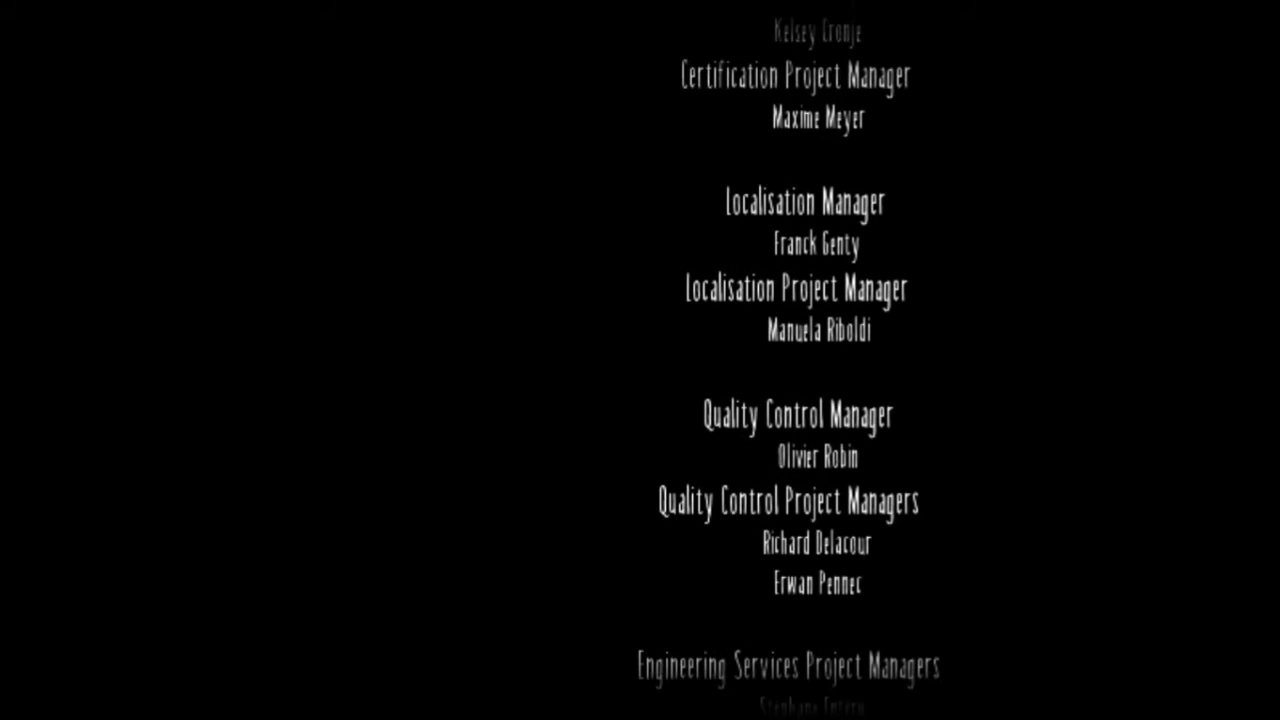 Kelsey Cronje
Certification Project Manager
Maxime Meyer
Localisation Manager
Franck Genty
Localisation Project Manager
Manuela Riboldi
Quality Control Manager
Olivier Robin
Quality Control Project Managers
Richard Delacour
Erwan Pennec
Engineering Services Project Managers
Stephane